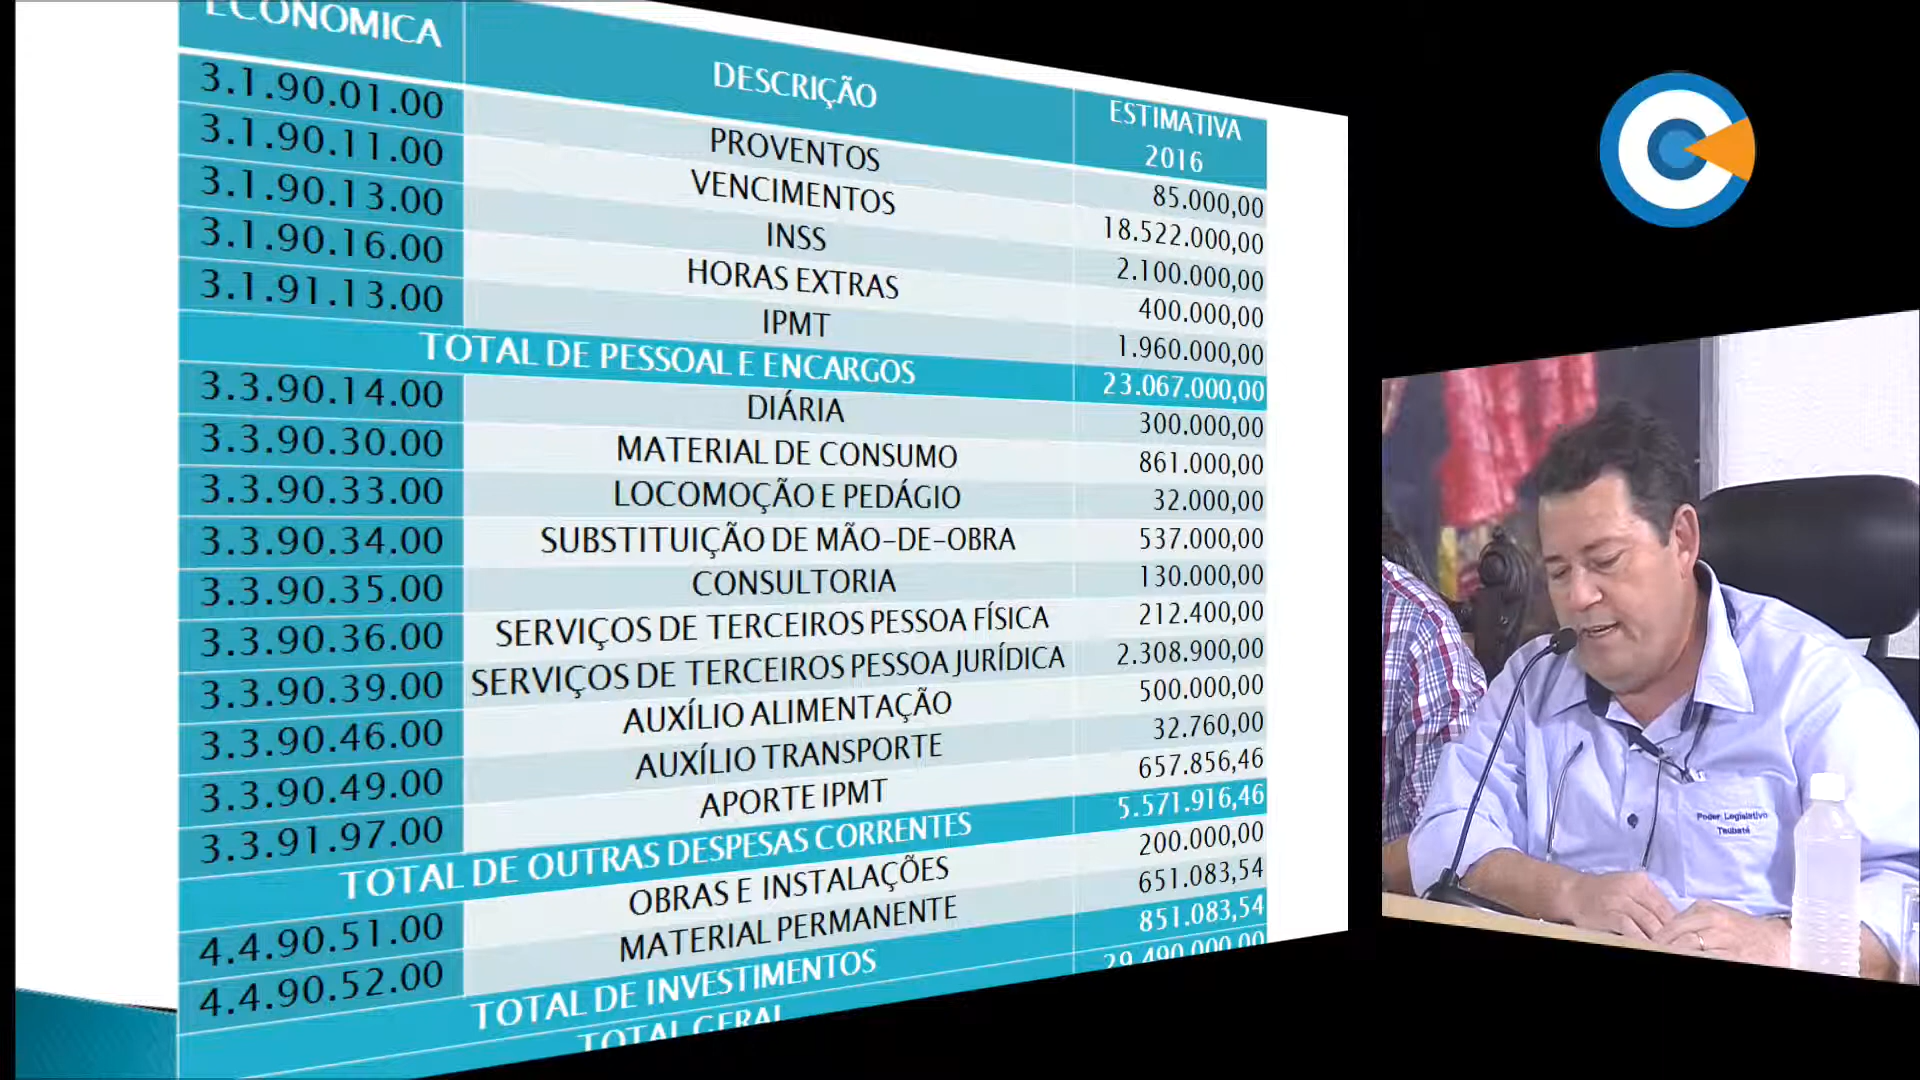 ECONOMICA DESCRIÇÃO ESTIMATIVA 2016
3.1.90.01.00 PROVENTOS 85.000,00
3.1.90.11.00 VENCIMENTOS 18.522.000,00
3.1.90.13.00 INSS 2.100.000,00
3.1.90.16.00 HORAS EXTRAS 400.000,00
3.1.91.13.00 IPMT 1.960.000,00
TOTAL DE PESSOAL E ENCARGOS 23.067.000,00
3.3.90.14.00 DIÁRIA 300.000,00
3.3.90.30.00 MATERIAL DE CONSUMO 861.000,00
3.3.90.33.00 LOCOMOÇÃO E PEDÁGIO 32.000,00
3.3.90.34.00 SUBSTITUIÇÃO DE MÃO-DE-OBRA 537.000,00
3.3.90.35.00 CONSULTORIA 130.000,00
3.3.90.36.00 SERVIÇOS DE TERCEIROS PESSOA FÍSICA 212.400,00
3.3.90.39.00 SERVIÇOS DE TERCEIROS PESSOA JURÍDICA 2.308.900,00
3.3.90.46.00 AUXÍLIO ALIMENTAÇÃO 500.000,00
3.3.90.49.00 AUXÍLIO TRANSPORTE 32.760,00
3.3.91.97.00 APORTE IPMT 657.856,46
TOTAL DE OUTRAS DESPESAS CORRENTES 5.571.916,46
4.4.90.51.00 OBRAS E INSTALAÇÕES 200.000,00
4.4.90.52.00 MATERIAL PERMANENTE 651.083,54
TOTAL DE INVESTIMENTOS 851.083,54
TOTAL GERAL 29.490.000,00
Poder Legislativo
Taubaté